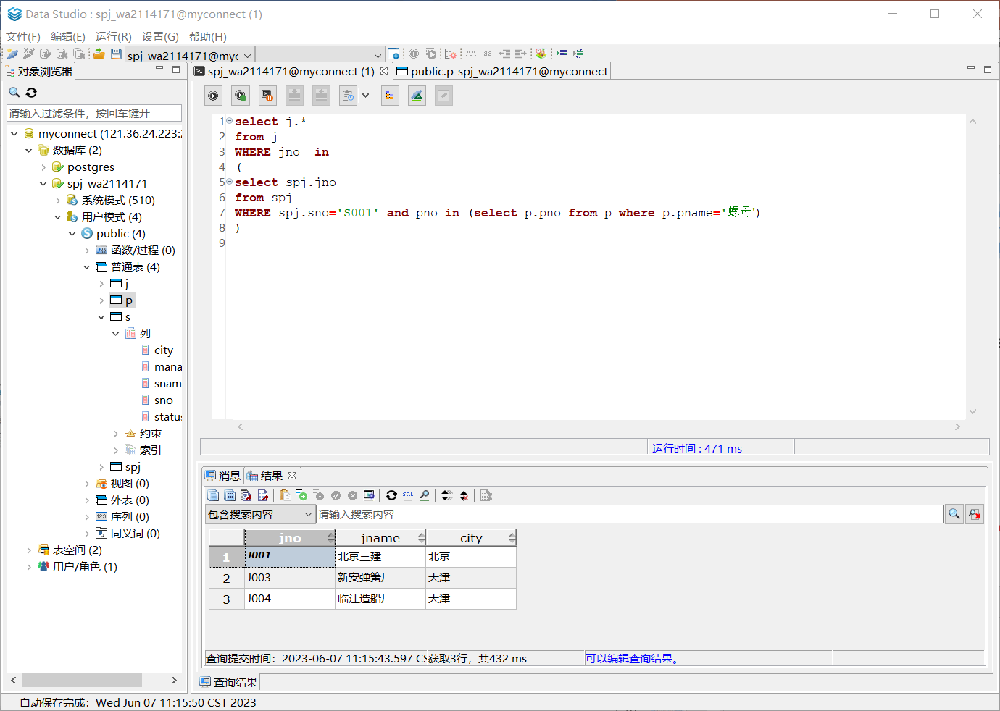 Data Studio : spj_wa2114171@myconnect (1)
文件(F) 编辑(E) 运行(R) 设置(G) 帮助(H)
spj_wa2114171@my
对象浏览器
请输入过滤条件，按回车键开
myconnect (121.36.24.223:
数据库 (2)
postgres
spj_wa2114171
系统模式 (510)
用户模式 (4)
public (4)
函数/过程 (0)
普通表 (4)
j
p
s
列
city
mana
snam
sno
status
约束
索引
spj
视图 (0)
外表 (0)
序列 (0)
同义词 (0)
表空间 (2)
用户/角色 (1)
spj_wa2114171@myconnect (1) public.p-spj_wa2114171@myconnect
1 select j.*
2 from j
3 WHERE jno  in
4 (
5 select spj.jno
6 from spj
7 WHERE spj.sno='S001' and pno in (select p.pno from p where p.pname='螺母')
8 )
9
运行时间 : 471 ms
消息 结果
SQL
包含搜索内容 请输入搜索内容
jno jname city
1 J001 北京三建 北京
2 J003 新安弹簧厂 天津
3 J004 临江造船厂 天津
查询提交时间：2023-06-07 11:15:43.597 CS 获取3行，共432 ms 可以编辑查询结果。
查询结果
自动保存完成：Wed Jun 07 11:15:50 CST 2023